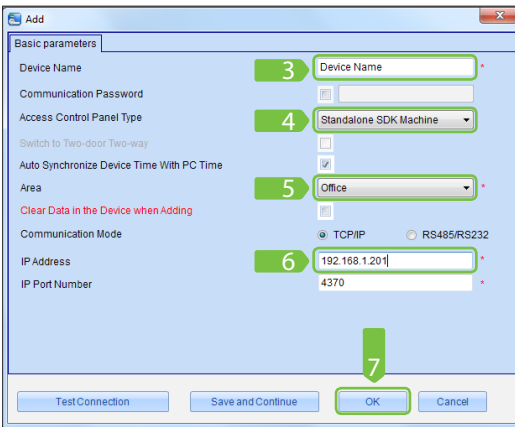 Add
Basic parameters
Device Name 3 Device Name *
Communication Password
Access Control Panel Type 4 Standalone SDK Machine
Switch to Two-door Two-way
Auto Synchronize Device Time With PC Time
Area 5 Office *
Clear Data in the Device when Adding
Communication Mode TCP/IP RS485/RS232
IP Address 6 192.168.1.201 *
IP Port Number 4370 *
7
Test Connection Save and Continue OK Cancel